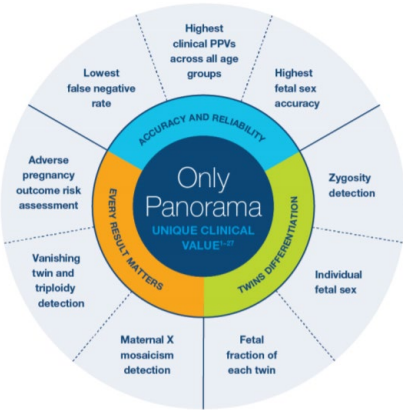 Highest
clinical PPVs
across all age
groups
Highest
fetal sex
accuracy
Zygosity
detection
Individual
fetal sex
Fetal
fraction of
each twin
Maternal X
mosaicism
detection
Vanishing
twin and
triploidy
detection
Adverse
pregnancy
outcome risk
assessment
Lowest
false negative
rate
ACCURACY AND RELIABILITY
TWINS DIFFERENTIATION
EVERY RESULT MATTERS
Only
Panorama
UNIQUE CLINICAL
VALUE¹⁻²⁷